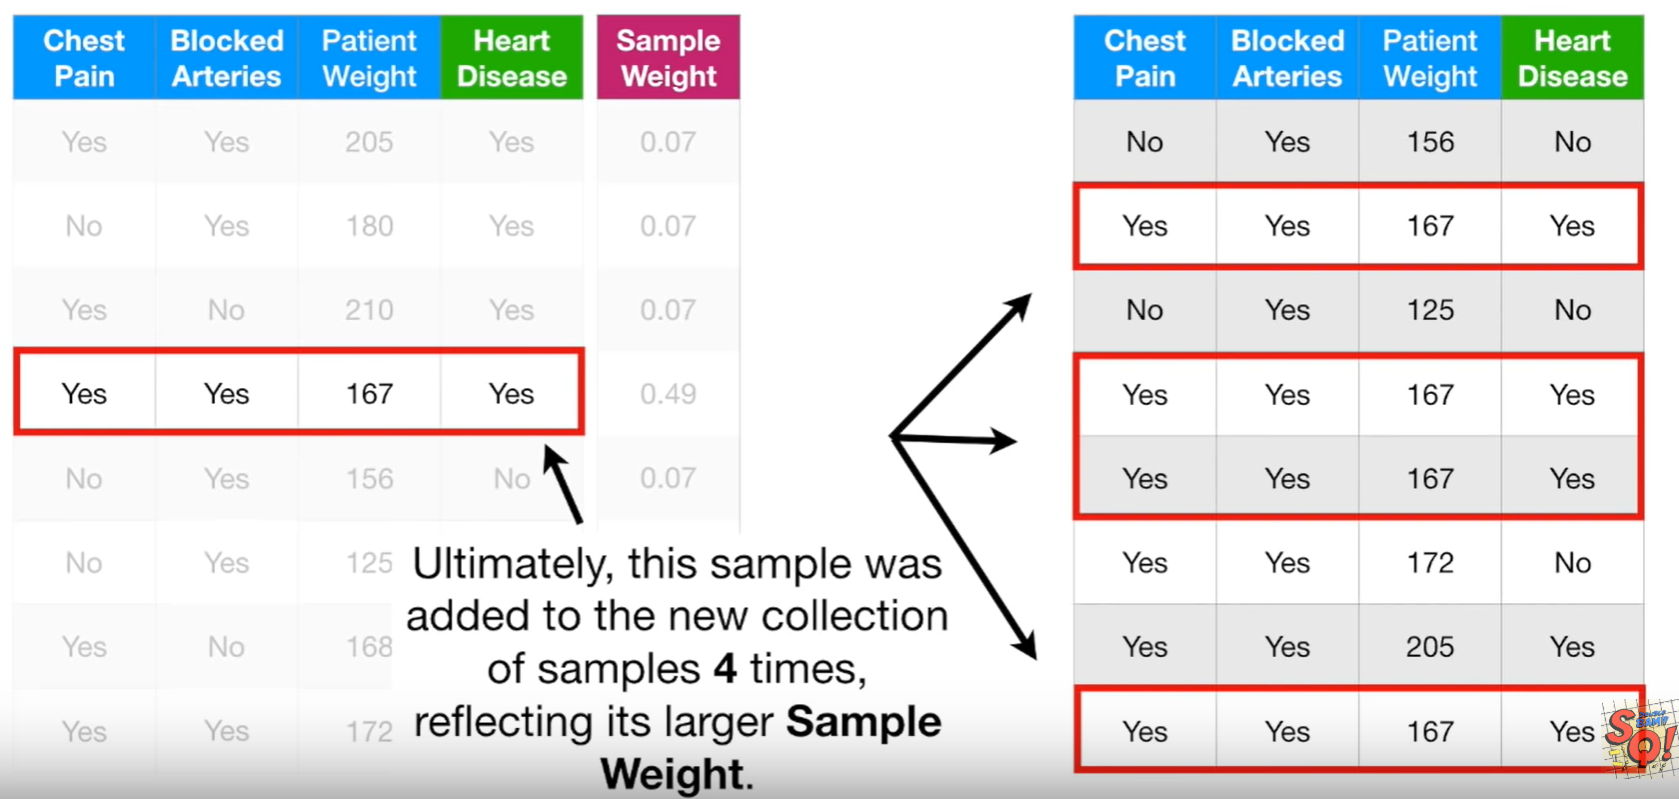 Chest Pain Blocked Arteries Patient Weight Heart Disease Sample Weight
Yes Yes 205 Yes 0.07
No Yes 180 Yes 0.07
Yes No 210 Yes 0.07
Yes Yes 167 Yes 0.49
No Yes 156 No 0.07
No Yes 125
Yes No 168
Yes Yes 172
Ultimately, this sample was
added to the new collection
of samples 4 times,
reflecting its larger Sample
Weight.
Chest Pain Blocked Arteries Patient Weight Heart Disease
No Yes 156 No
Yes Yes 167 Yes
No Yes 125 No
Yes Yes 167 Yes
Yes Yes 167 Yes
Yes Yes 172 No
Yes Yes 205 Yes
Yes Yes 167 Yes
SQ!
DOUBLE
BAM!!